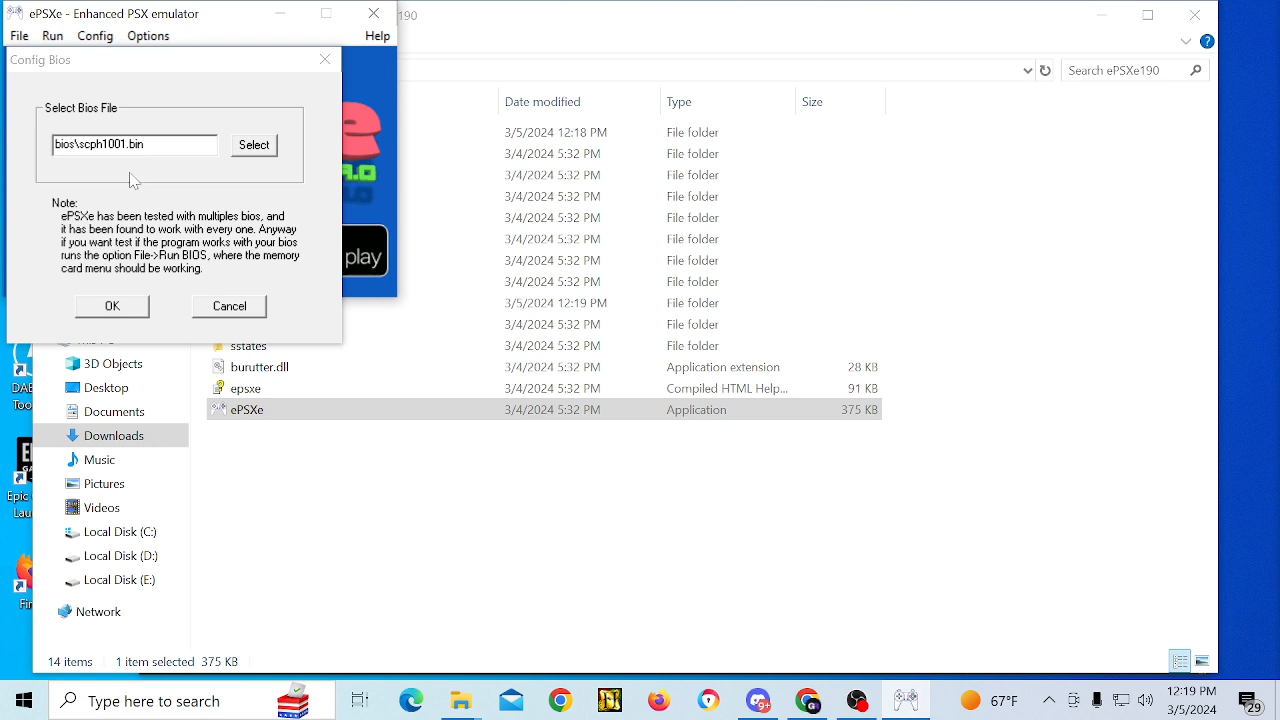 ePSXe - Enhanced PSX emulator
190
File Run Config Options Help
Config Bios
Search ePSXe190
Select Bios File
bios\scph1001.bin Select
Note:
ePSXe has been tested with multiples bios, and
it has been found to work with every one. Anyway
if you want test if the program works with your bios
runs the option File->Run BIOS, where the memory
card menu should be working.
OK Cancel
play
Date modified Type Size
3/5/2024 12:18 PM File folder
3/4/2024 5:32 PM File folder
3/4/2024 5:32 PM File folder
3/4/2024 5:32 PM File folder
3/4/2024 5:32 PM File folder
3/4/2024 5:32 PM File folder
3/4/2024 5:32 PM File folder
3/4/2024 5:32 PM File folder
3/5/2024 12:19 PM File folder
3/4/2024 5:32 PM File folder
sstates 3/4/2024 5:32 PM File folder
burutter.dll 3/4/2024 5:32 PM Application extension 28 KB
epsxe 3/4/2024 5:32 PM Compiled HTML Help... 91 KB
ePSXe 3/4/2024 5:32 PM Application 375 KB
3D Objects
Desktop
Documents
Downloads
Music
Pictures
Videos
Local Disk (C:)
Local Disk (D:)
Local Disk (E:)
Network
DAE
Too
Epic
Lau
Fir
14 items 1 item selected 375 KB
Type here to search
9+
67°F
12:19 PM
3/5/2024
29